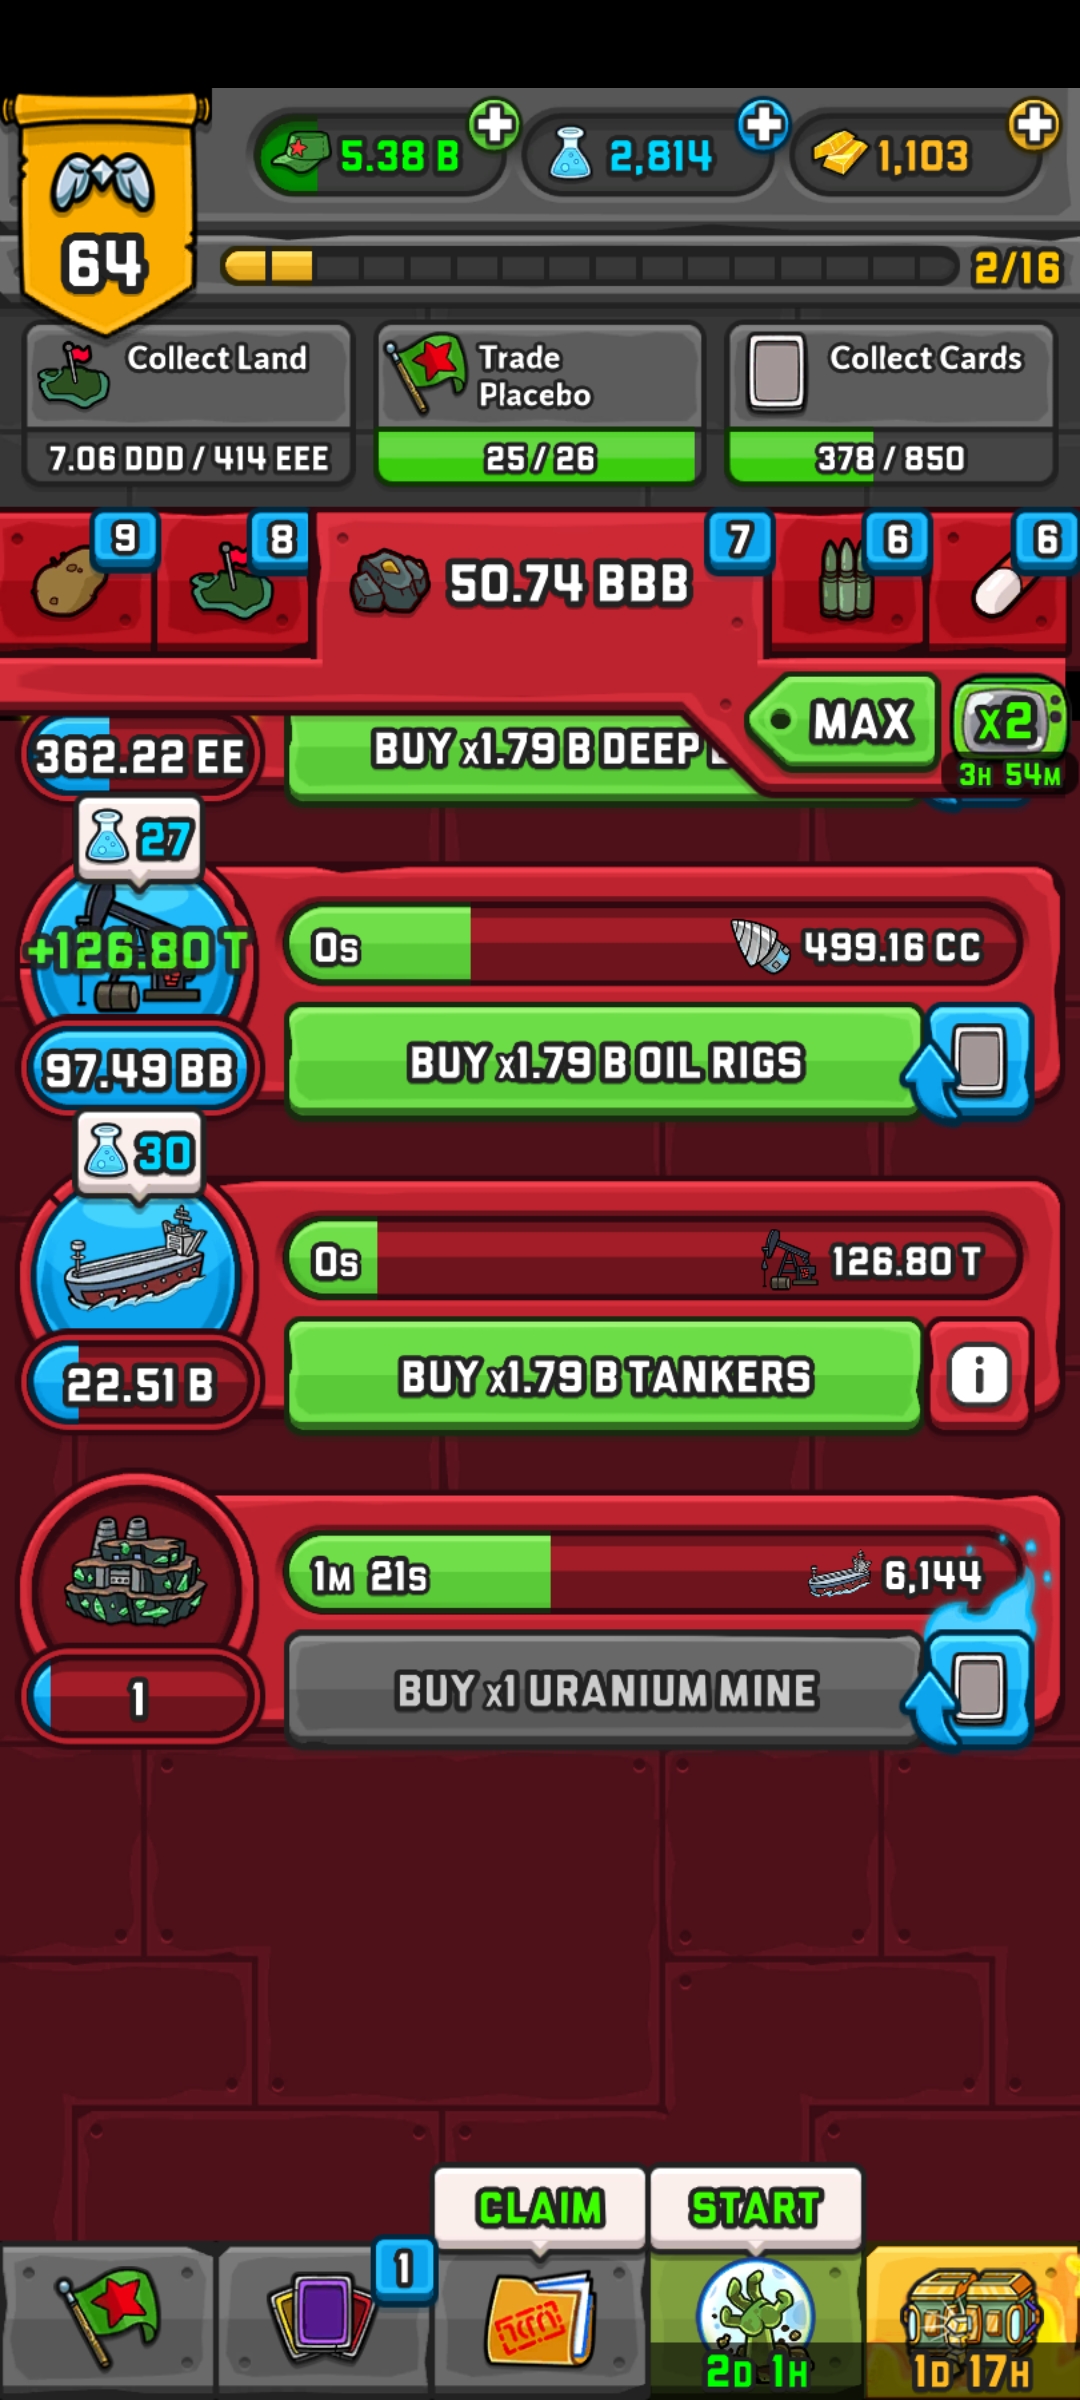 5.38 B
2,814
1,103
64
2/16
Collect Land
7.06 DDD / 414 EEE
Trade
Placebo
25 / 26
Collect Cards
378 / 850
9
8
50.74 BBB
7
6
6
MAX
x2
3H 54M
362.22 EE
BUY x1.79 B DEEP
27
+126.80 T
0s
499.16 CC
97.49 BB
BUY x1.79 B OIL RIGS
30
0s
126.80 T
22.51 B
BUY x1.79 B TANKERS
i
1M 21s
6,144
1
BUY x1 URANIUM MINE
CLAIM
START
1
2D 1H
1D 17H